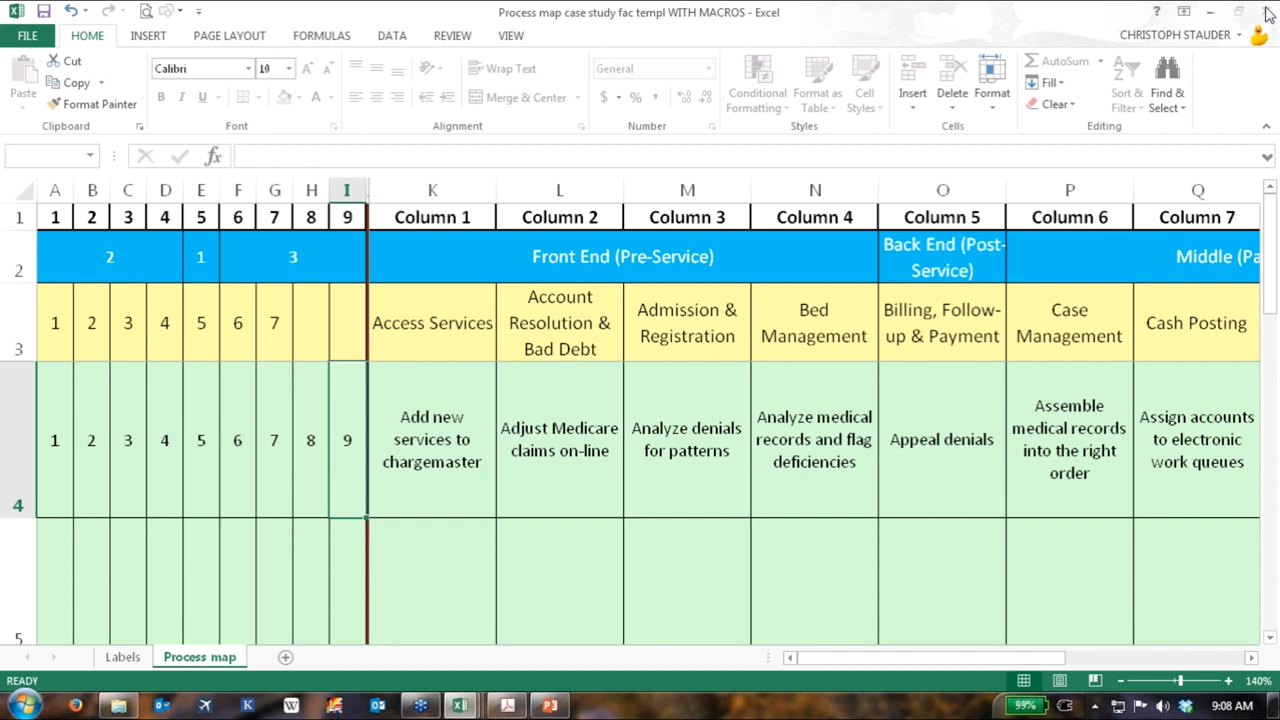 Process map case study fac templ WITH MACROS - Excel
?
FILE
HOME
INSERT
PAGE LAYOUT
FORMULAS
DATA
REVIEW
VIEW
CHRISTOPH STAUDER
Paste
Cut
Copy
Format Painter
Clipboard
Calibri
10
A A
B I U
A
Font
Wrap Text
Merge & Center
Alignment
General
$ % ,
Number
Conditional Formatting
Format as Table
Cell Styles
Styles
Insert
Delete
Format
Cells
AutoSum
Fill
Clear
Sort & Filter
Find & Select
Editing
fx
A B C D E F G H I K L M N O P Q
1 1 2 3 4 5 6 7 8 9 Column 1 Column 2 Column 3 Column 4 Column 5 Column 6 Column 7
2 2 1 3 Front End (Pre-Service)
Back End (Post-
Service)
Middle (Pa
3 1 2 3 4 5 6 7
Access Services
Account
Resolution &
Bad Debt
Admission &
Registration
Bed
Management
Billing, Follow-
up & Payment
Case
Management
Cash Posting
4 1 2 3 4 5 6 7 8 9
Add new
services to
chargemaster
Adjust Medicare
claims on-line
Analyze denials
for patterns
Analyze medical
records and flag
deficiencies
Appeal denials
Assemble
medical records
into the right
order
Assign accounts
to electronic
work queues
5
Labels
Process map
READY
140%
99%
9:08 AM